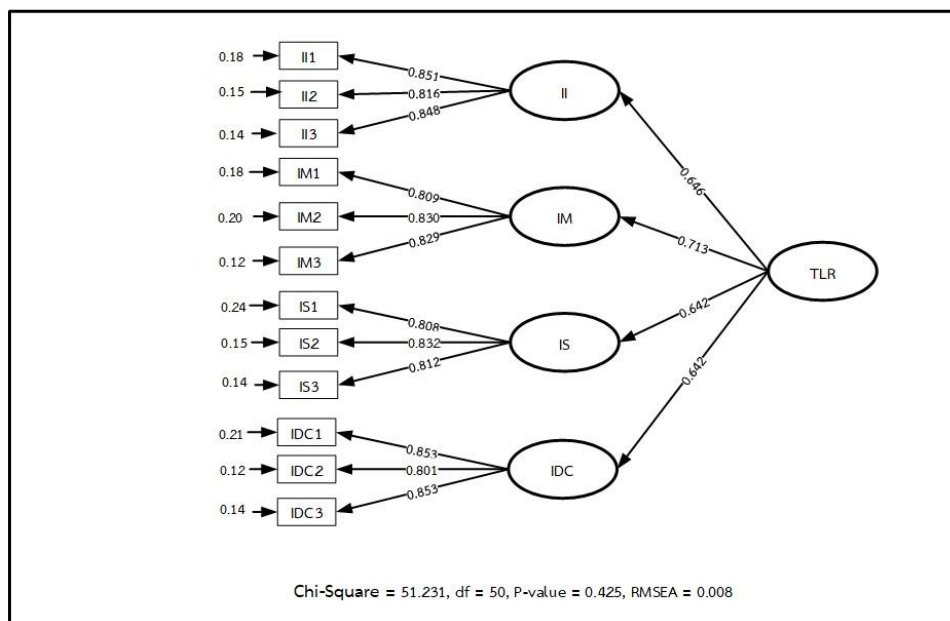 0.18 II1
0.851
0.15 II2
0.816
II
0.14 II3
0.848
0.646
0.18 IM1
0.809
0.20 IM2
0.830
IM
0.713
0.12 IM3
0.829
TLR
0.24 IS1
0.808
0.642
0.15 IS2
0.832
IS
0.14 IS3
0.812
0.642
0.21 IDC1
0.853
0.12 IDC2
0.801
IDC
0.14 IDC3
0.853
Chi-Square = 51.231, df = 50, P-value = 0.425, RMSEA = 0.008